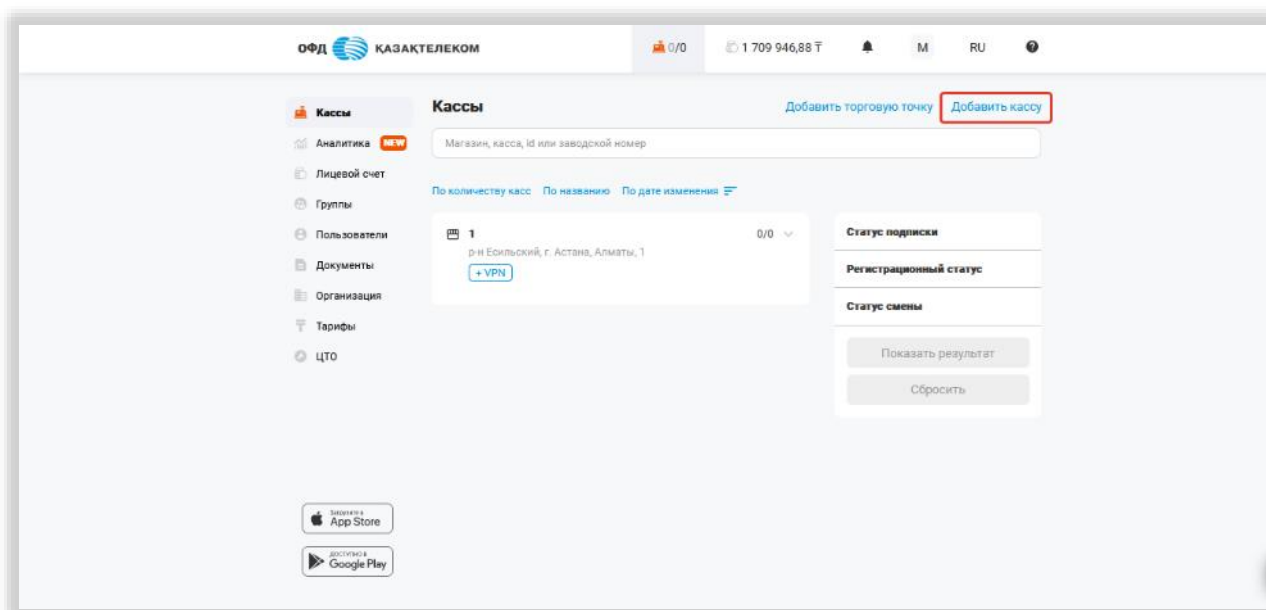 ОФД ҚАЗАҚТЕЛЕКОМ 0/0 1 709 946,88 ₸ M RU
Кассы
Аналитика NEW
Лицевой счет
Группы
Пользователи
Документы
Организация
Тарифы
ЦТО
Кассы Добавить торговую точку Добавить кассу
Магазин, касса, id или заводской номер
По количеству касс По названию По дате изменения
1 0/0
р-н Есильский, г. Астана, Алматы, 1
+ VPN
Статус подписки
Регистрационный статус
Статус смены
Показать результат
Сбросить
Загрузите в
App Store
ДОСТУПНО В
Google Play